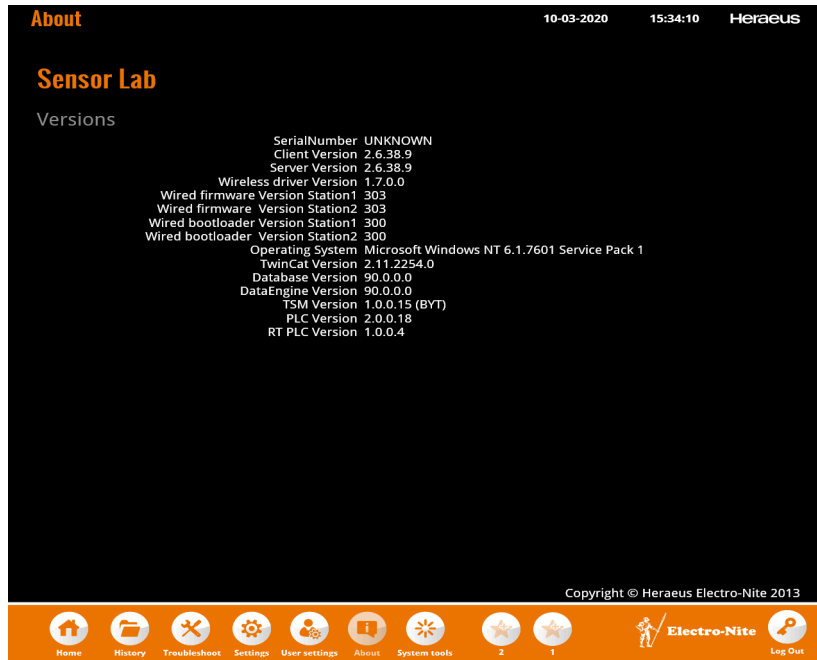 About 10-03-2020 15:34:10 Heraeus
Sensor Lab
Versions
SerialNumber UNKNOWN
Client Version 2.6.38.9
Server Version 2.6.38.9
Wireless driver Version 1.7.0.0
Wired firmware Version Station1 303
Wired firmware Version Station2 303
Wired bootloader Version Station1 300
Wired bootloader Version Station2 300
Operating System Microsoft Windows NT 6.1.7601 Service Pack 1
TwinCat Version 2.11.2254.0
Database Version 90.0.0.0
DataEngine Version 90.0.0.0
TSM Version 1.0.0.15 (BYT)
PLC Version 2.0.0.18
RT PLC Version 1.0.0.4
Copyright © Heraeus Electro-Nite 2013
Electro-Nite
Home History Troubleshoot Settings User settings About System tools 2 1 Log Out